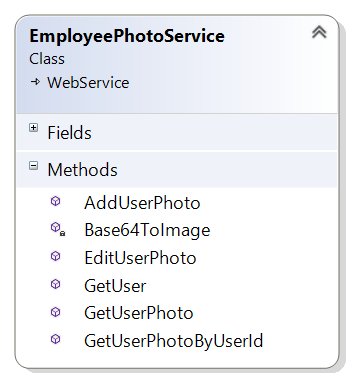 EmployeePhotoService
Class
WebService
Fields
Methods
AddUserPhoto
Base64ToImage
EditUserPhoto
GetUser
GetUserPhoto
GetUserPhotoByUserId